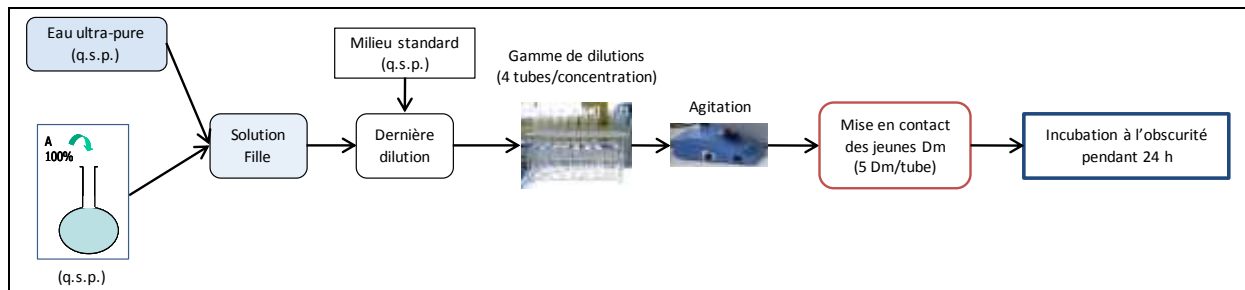 Eau ultra-pure
(q.s.p.)
A
100%
(q.s.p.)
Solution
Fille
Milieu standard
(q.s.p.)
Dernière
dilution
Gamme de dilutions
(4 tubes/concentration)
Agitation
Mise en contact
des jeunes Dm
(5 Dm/tube)
Incubation à l'obscurité
pendant 24 h